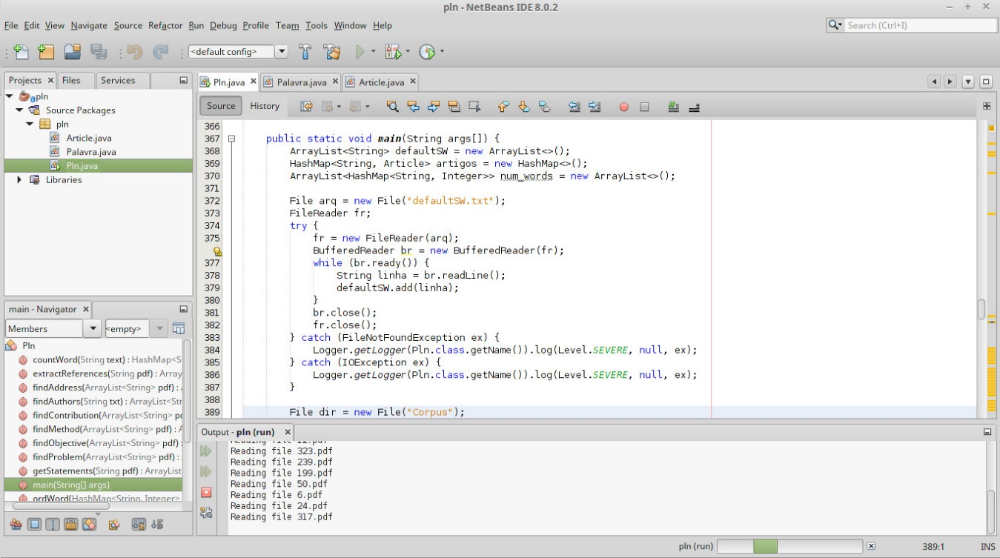 pln - NetBeans IDE 8.0.2
File Edit View Navigate Source Refactor Run Debug Profile Team Tools Window Help
Search (Ctrl+I)
<default config>
Projects Files Services
pln
Source Packages
pln
Article.java
Palavra.java
Pln.java
Libraries
main - Navigator
Members <empty>
Pln
countWord(String text) : HashMap<S
extractReferences(String pdf) : Array
findAddress(ArrayList<String> pdf) :
findAuthors(String txt) : ArrayList<Str
findContribution(ArrayList<String> pd
findMethod(ArrayList<String> pdf) : A
findObjective(ArrayList<String> pdf) :
findProblem(ArrayList<String> pdf) :
getStatements(String pdf) : ArrayList
main(String[] args)
ordWord(HashMap<String, Integer>
Pln.java Palavra.java Article.java
Source History
366
367 public static void main(String args[]) {
368 ArrayList<String> defaultSW = new ArrayList<>();
369 HashMap<String, Article> artigos = new HashMap<>();
370 ArrayList<HashMap<String, Integer>> num_words = new ArrayList<>();
371
372 File arq = new File("defaultSW.txt");
373 FileReader fr;
374 try {
375 fr = new FileReader(arq);
BufferedReader br = new BufferedReader(fr);
377 while (br.ready()) {
378 String linha = br.readLine();
379 defaultSW.add(linha);
380 }
381 br.close();
382 fr.close();
383 } catch (FileNotFoundException ex) {
384 Logger.getLogger(Pln.class.getName()).log(Level.SEVERE, null, ex);
385 } catch (IOException ex) {
386 Logger.getLogger(Pln.class.getName()).log(Level.SEVERE, null, ex);
387 }
388
389 File dir = new File("Corpus");
Output - pln (run)
Reading file 12.pdf
Reading file 323.pdf
Reading file 239.pdf
Reading file 199.pdf
Reading file 50.pdf
Reading file 6.pdf
Reading file 24.pdf
Reading file 317.pdf
pln (run) 389:1 INS